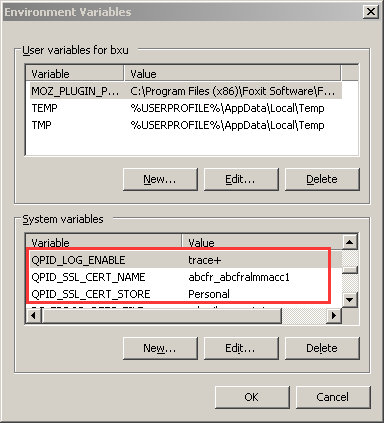 Environment Variables
User variables for bxu
Variable Value
MOZ_PLUGIN_P... C:\Program Files (x86)\Foxit Software\F...
TEMP %USERPROFILE%\AppData\Local\Temp
TMP %USERPROFILE%\AppData\Local\Temp
New... Edit... Delete
System variables
Variable Value
QPID_LOG_ENABLE trace+
QPID_SSL_CERT_NAME abcfr_abcfralmmacc1
QPID_SSL_CERT_STORE Personal
New... Edit... Delete
OK Cancel